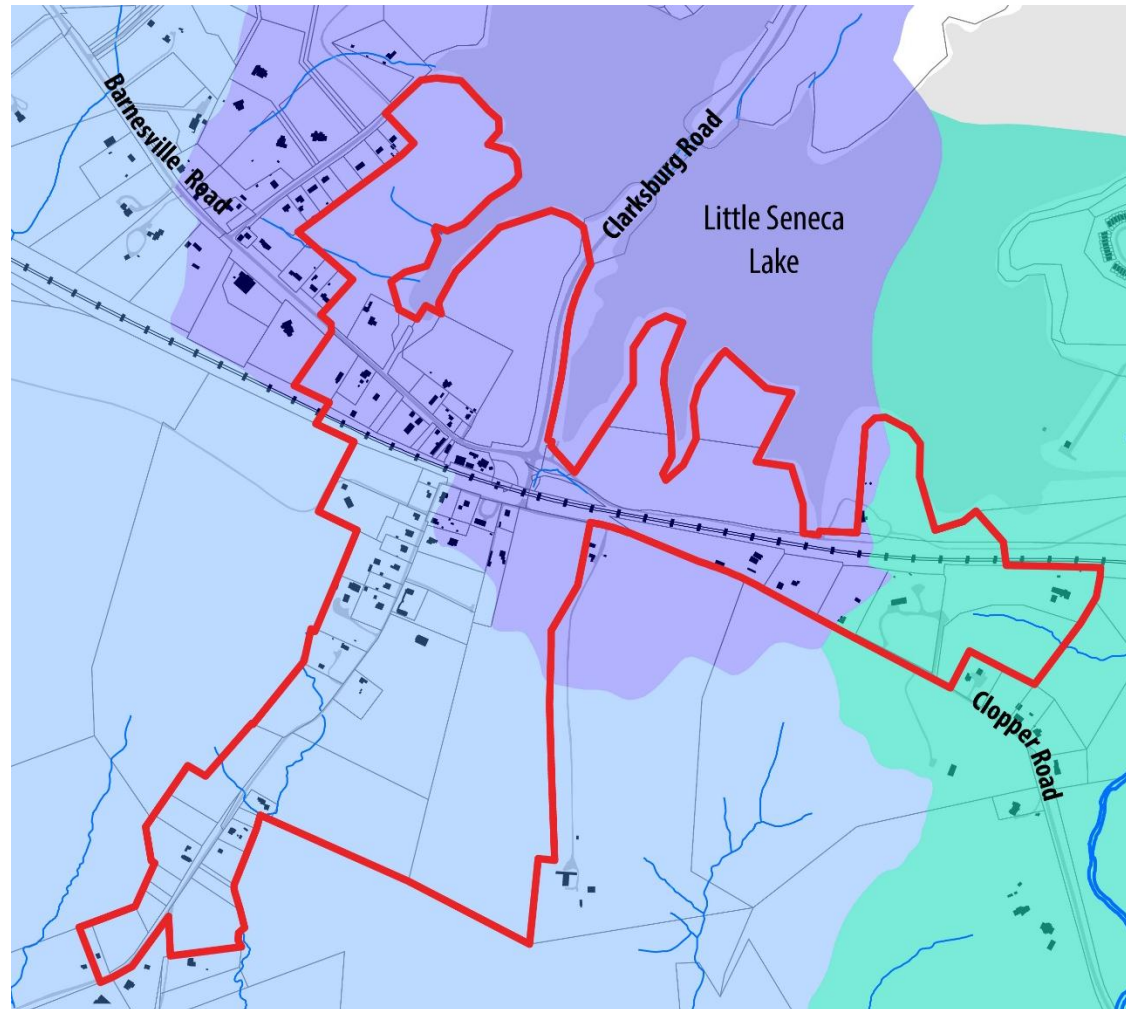 Barnesville Road
Clarksburg Road
Little Seneca
Lake
Clopper Road